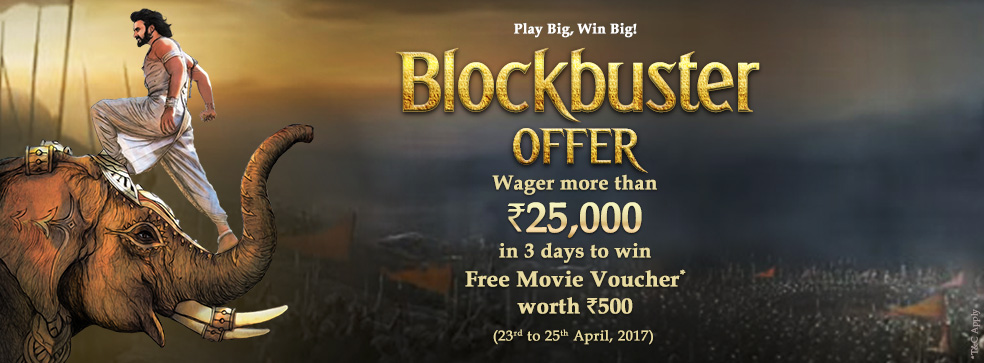 Play Big, Win Big!
Blockbuster
OFFER
Wager more than
₹25,000
in 3 days to win
Free Movie Voucher*
worth ₹500
(23rd to 25th April, 2017)
*T&C Apply